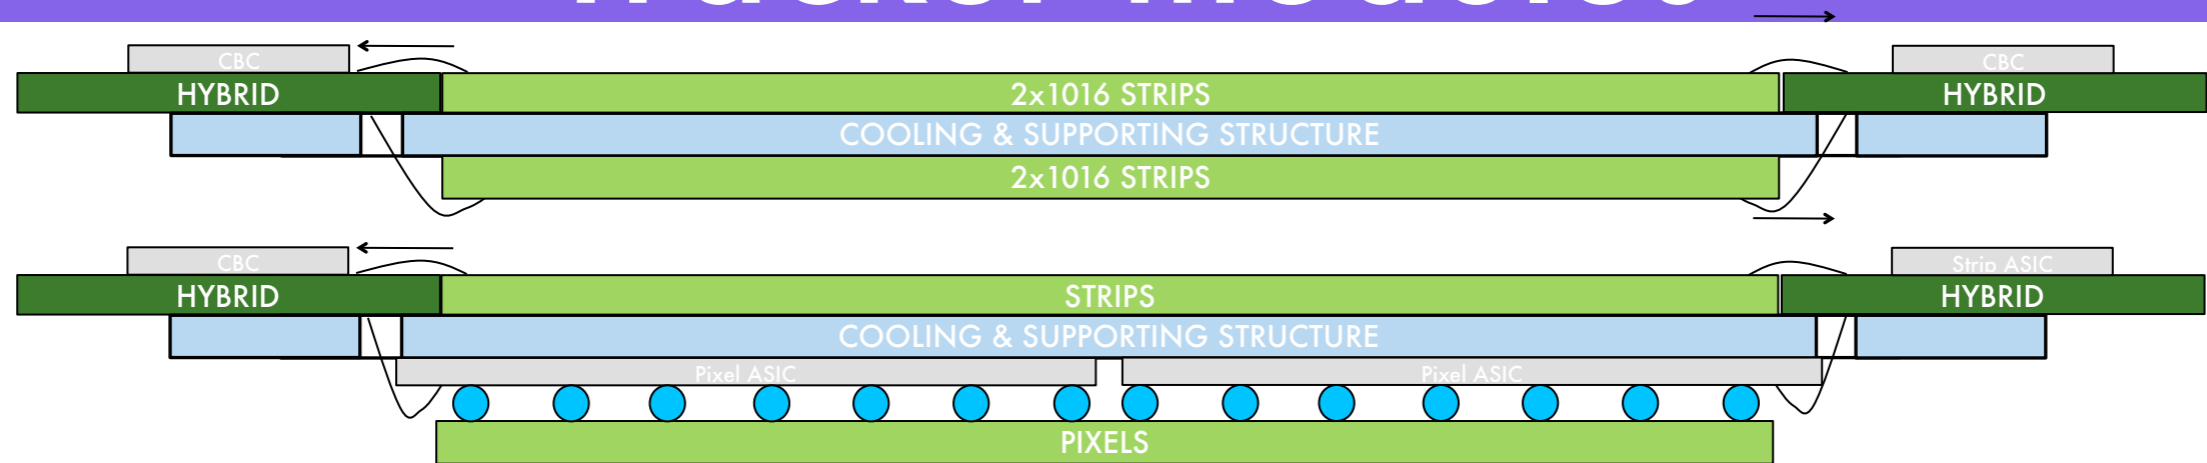 CBC CBC
HYBRID 2x1016 STRIPS HYBRID
COOLING & SUPPORTING STRUCTURE
2x1016 STRIPS
CBC Strip ASIC
HYBRID STRIPS HYBRID
COOLING & SUPPORTING STRUCTURE
Pixel ASIC Pixel ASIC
PIXELS